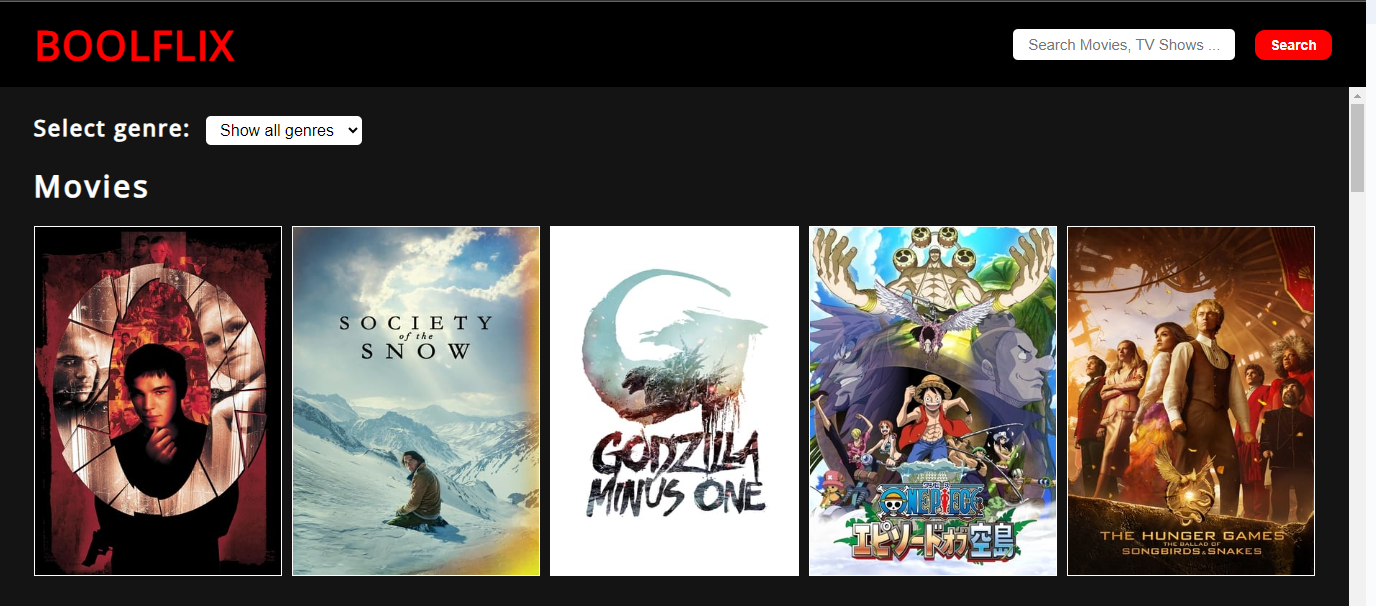 BOOLFLIX
Search Movies, TV Shows ...
Search
Select genre:
Show all genres
Movies
SOCIETY
of the
SNOW
GODZILLA
MINUS ONE
ONE PIECE
エピソードオブ空島
THE HUNGER GAMES
THE BALLAD OF
SONGBIRDS & SNAKES